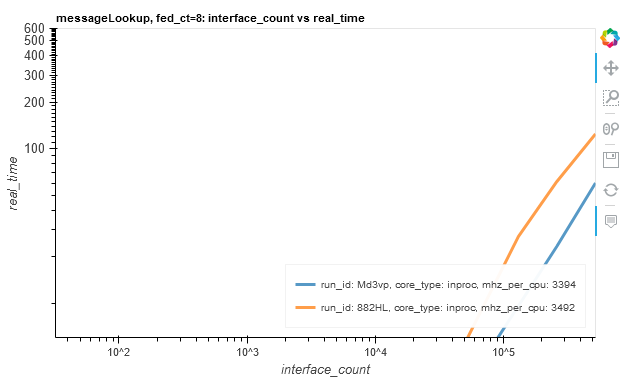 messageLookup, fed_ct=8: interface_count vs real_time
600
500
400
300
200
100
real_time
10^2
10^3
10^4
10^5
interface_count
run_id: Md3vp, core_type: inproc, mhz_per_cpu: 3394
run_id: 882HL, core_type: inproc, mhz_per_cpu: 3492